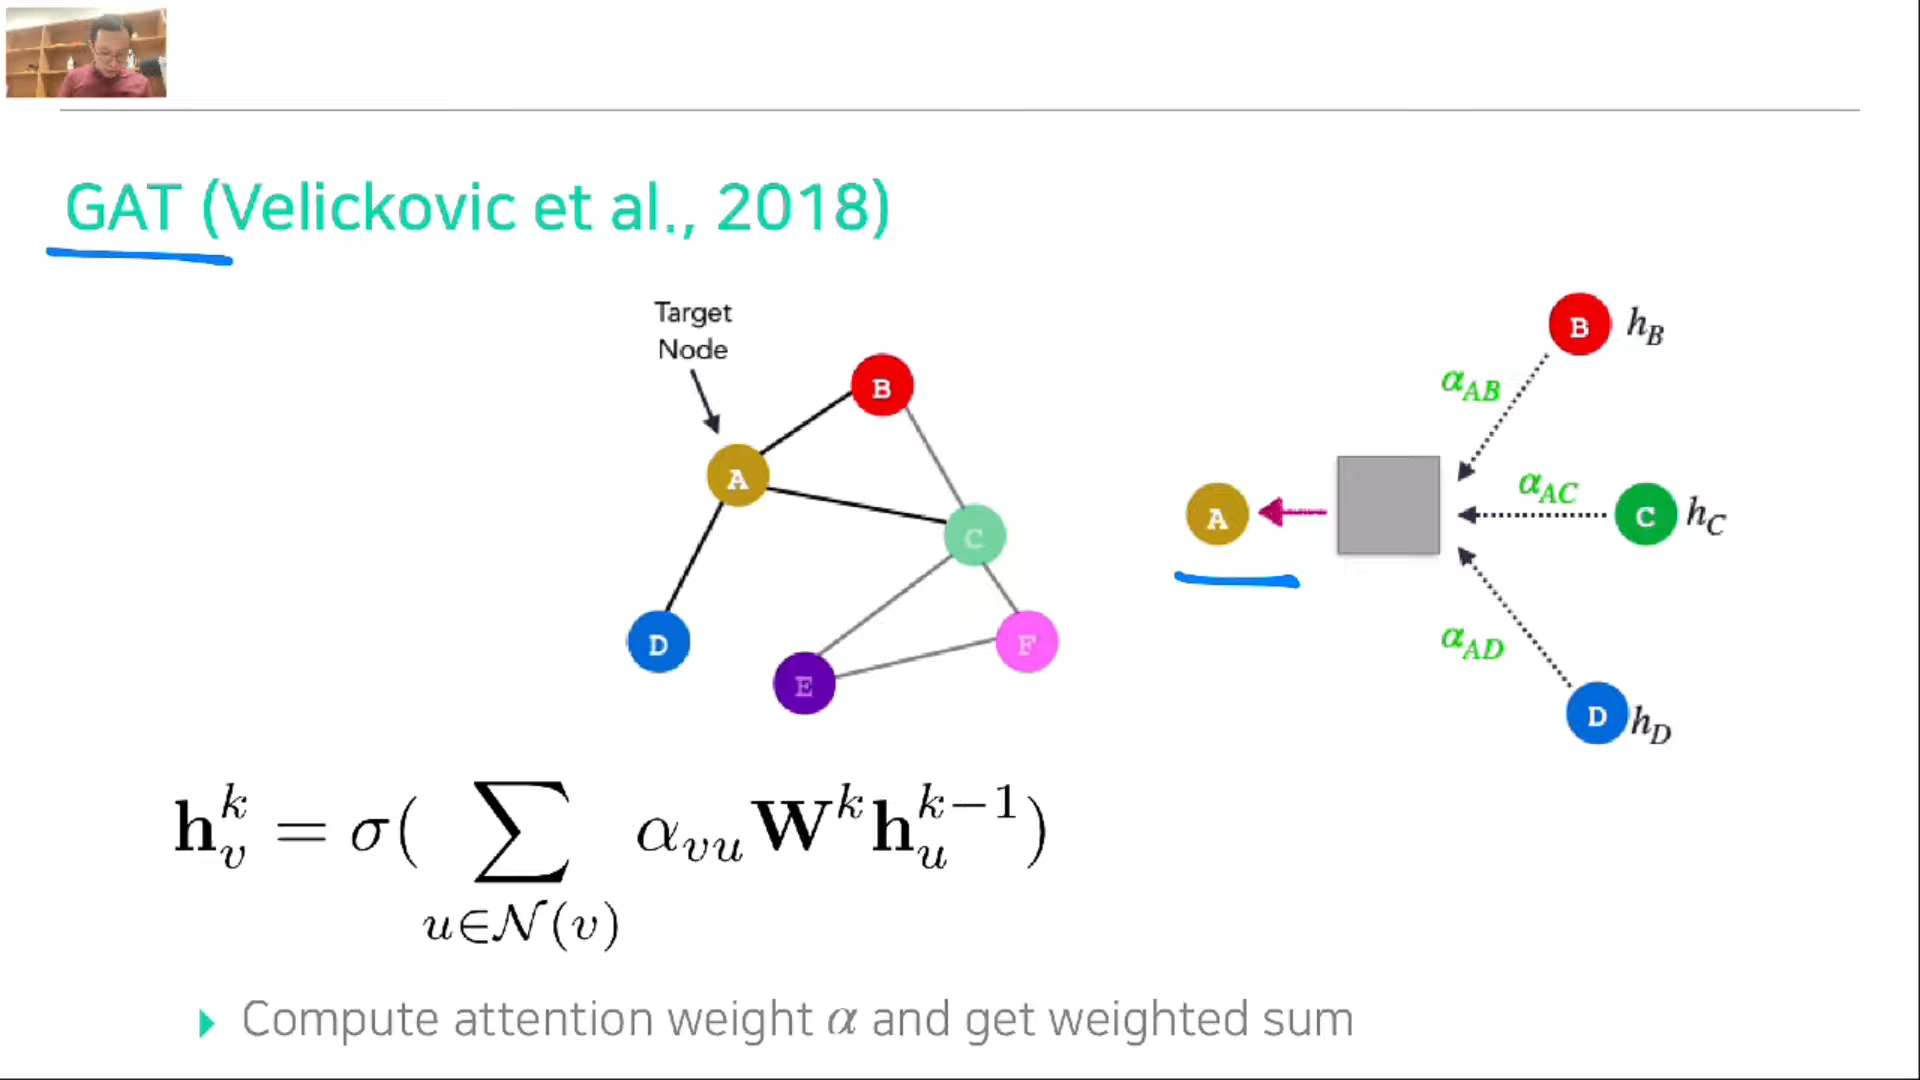 GAT (Velickovic et al., 2018)
Target
Node
B
A
C
D
E
F
B h_B
α_AB
α_AC
A
C h_C
α_AD
D h_D
h_v^k = σ( ∑_{u∈N(v)} α_vu W^k h_u^{k-1} )
Compute attention weight α and get weighted sum